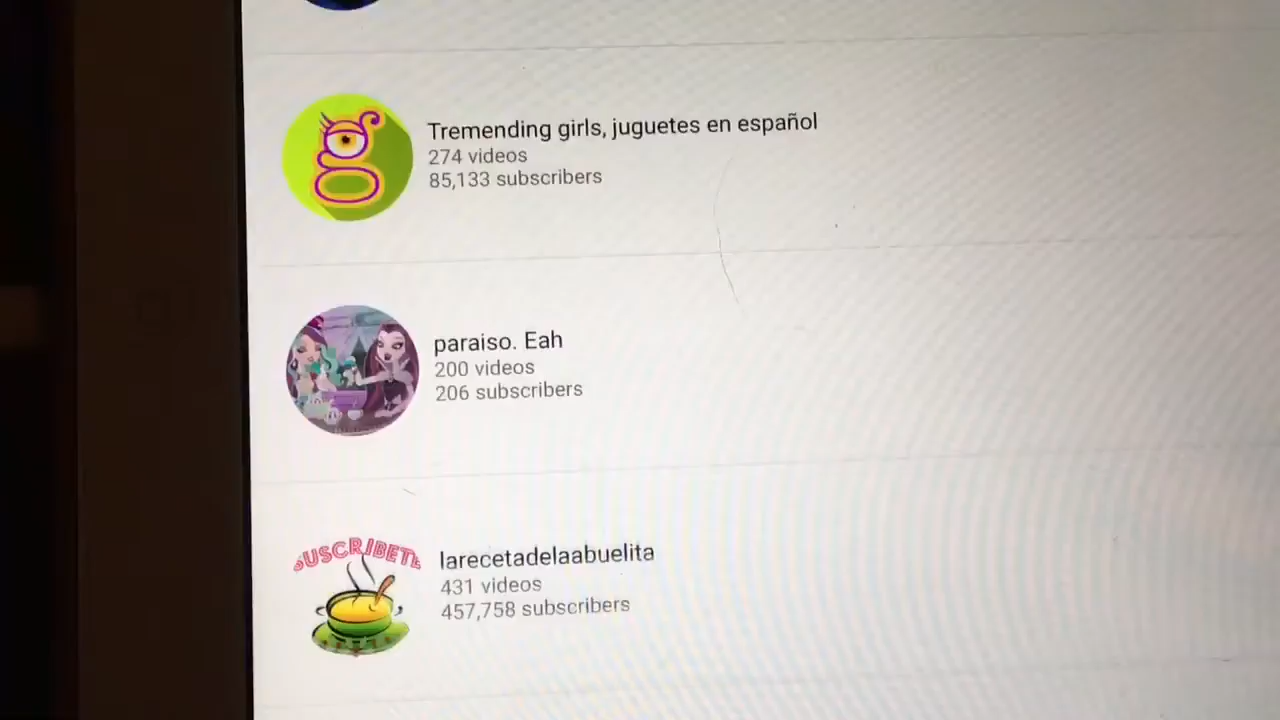 Tremending girls, juguetes en español
274 videos
85,133 subscribers
paraiso. Eah
200 videos
206 subscribers
SUSCRIBETE
larecetadelaabuelita
431 videos
457,758 subscribers